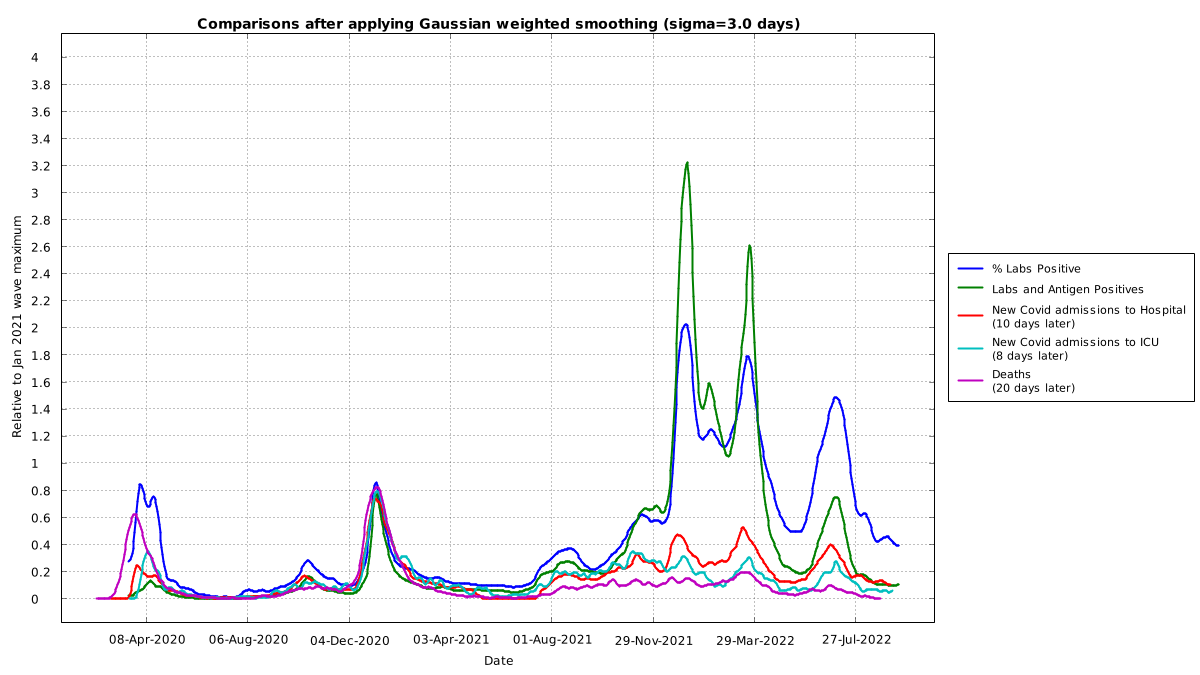 Comparisons after applying Gaussian weighted smoothing (sigma=3.0 days)
4
3.8
3.6
3.4
3.2
3
2.8
2.6
2.4
2.2
2
1.8
1.6
1.4
1.2
1
0.8
0.6
0.4
0.2
0
Relative to Jan 2021 wave maximum
08-Apr-2020 06-Aug-2020 04-Dec-2020 03-Apr-2021 01-Aug-2021 29-Nov-2021 29-Mar-2022 27-Jul-2022
Date
% Labs Positive
Labs and Antigen Positives
New Covid admissions to Hospital
(10 days later)
New Covid admissions to ICU
(8 days later)
Deaths
(20 days later)